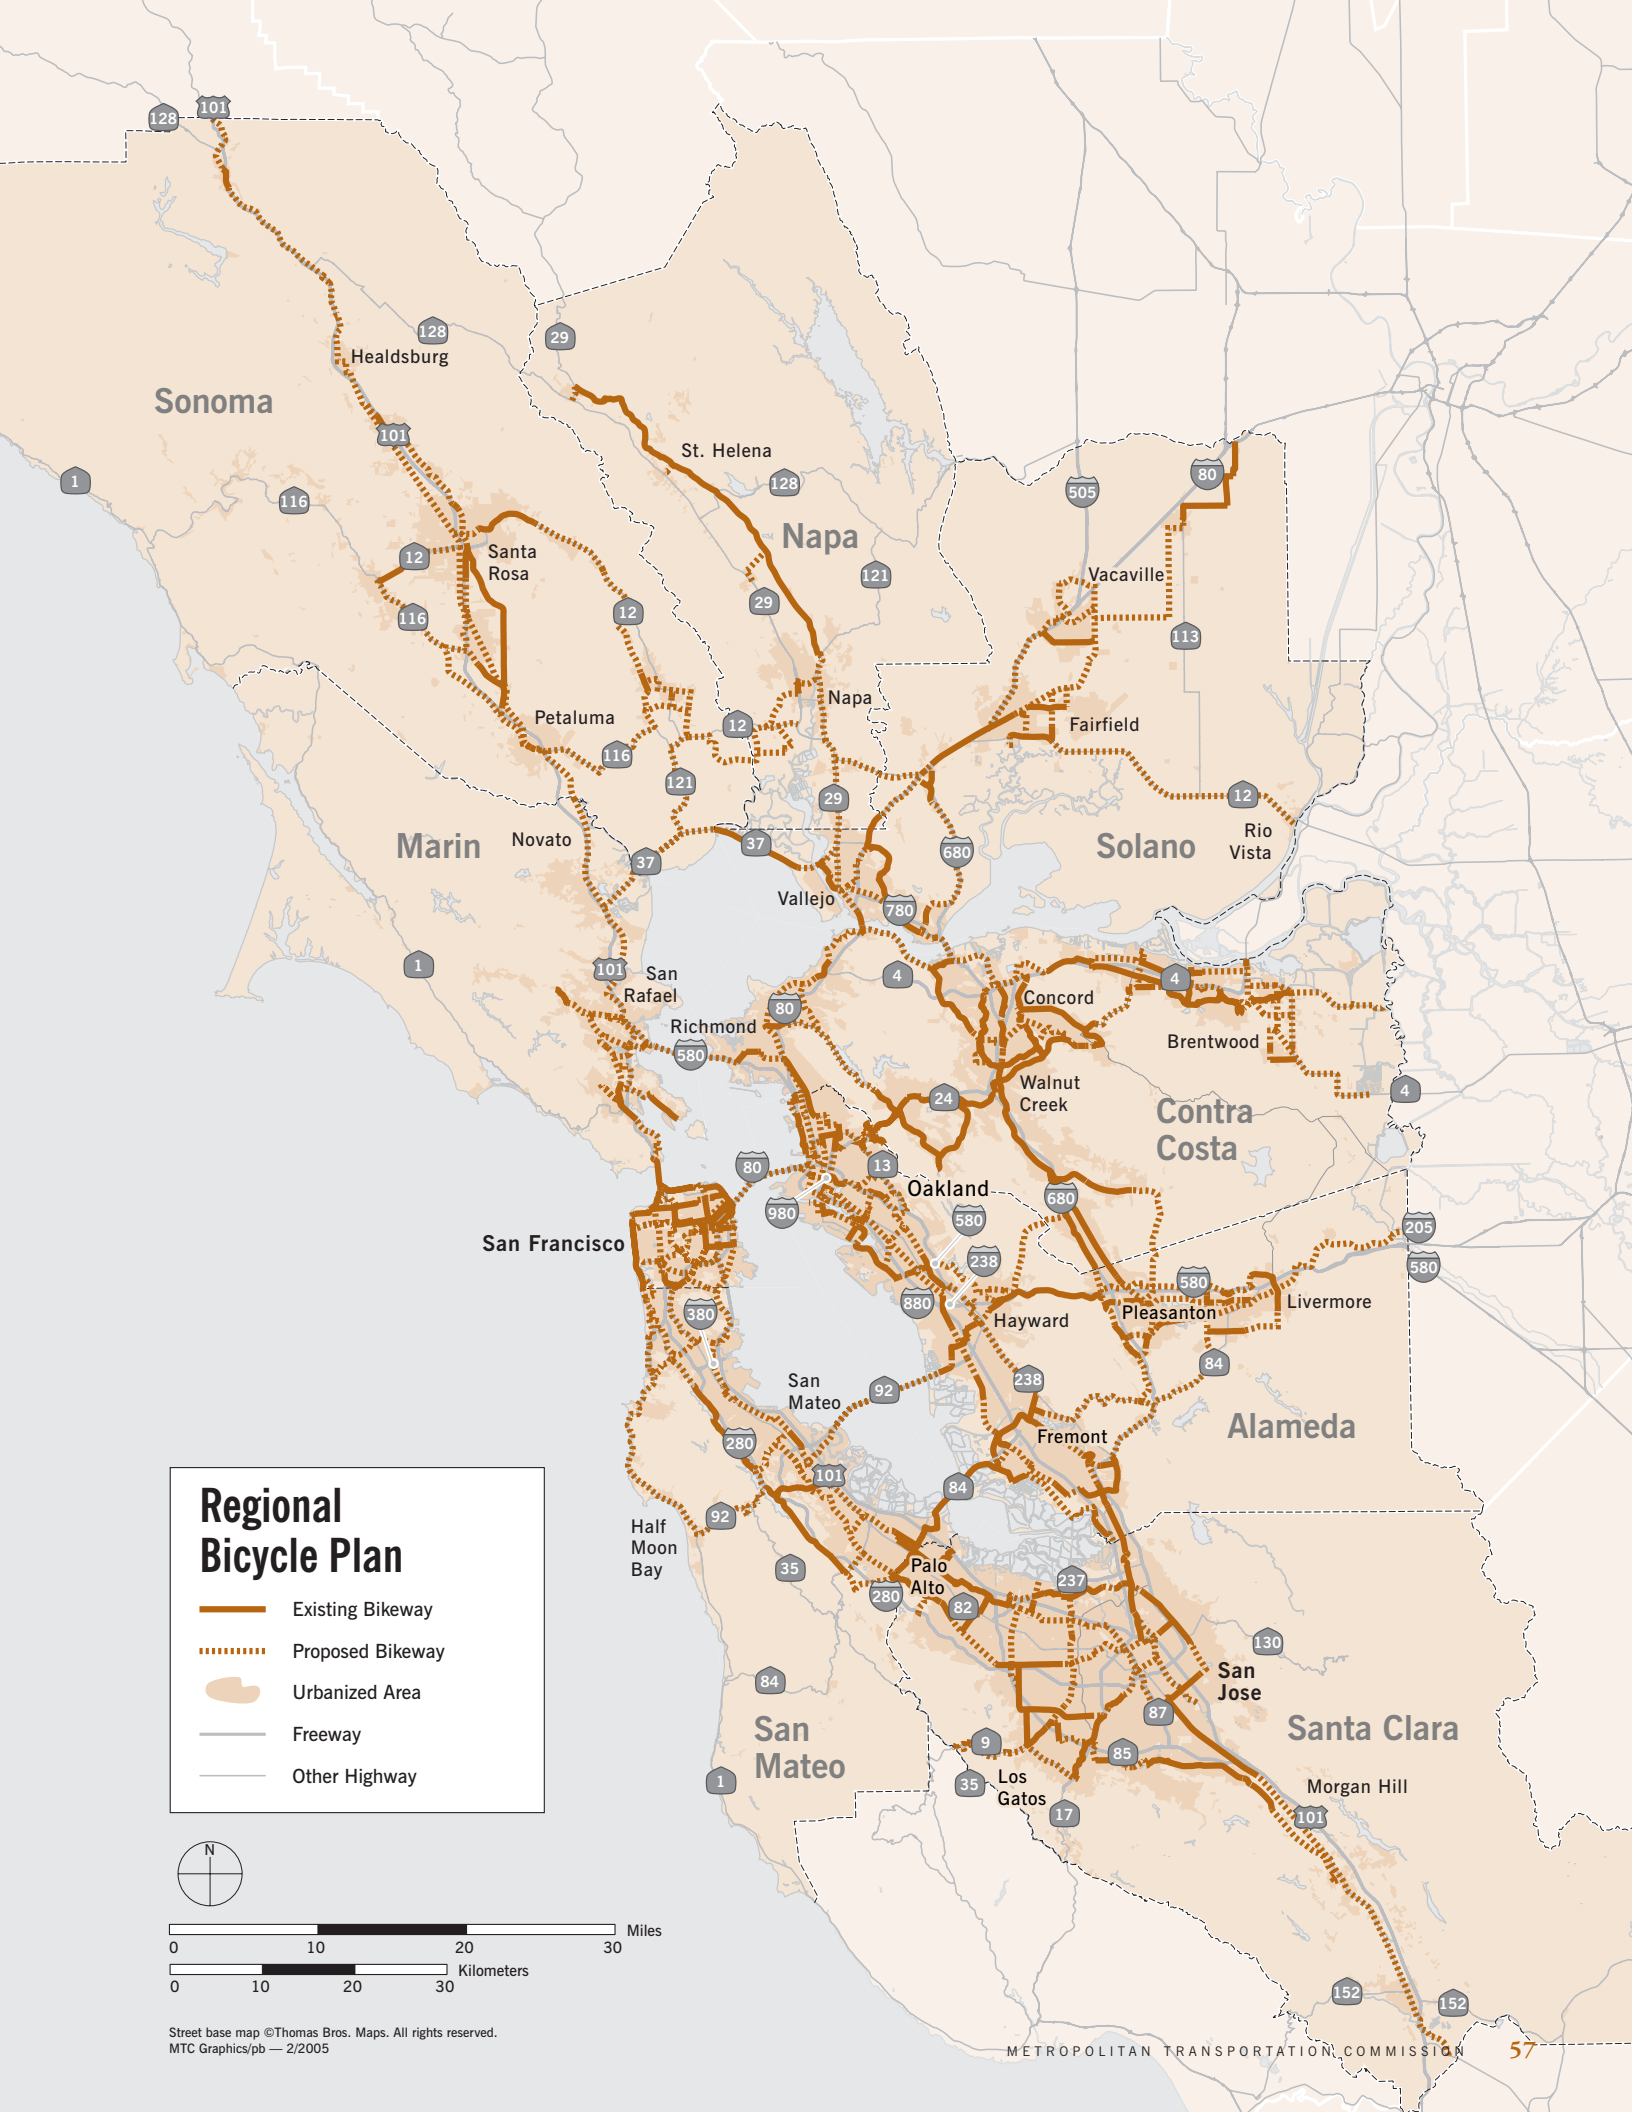 101
128
128
29
Healdsburg
Sonoma
101
St. Helena
80
1
116
128
505
Napa
12
Santa
Rosa
121
Vacaville
29
116
12
113
Napa
Petaluma
12
Fairfield
116
121
29
12
Marin
Novato
37
37
680
Solano
Rio
Vista
Vallejo
780
1
101
San
Rafael
4
4
Concord
80
Richmond
580
Brentwood
24
Walnut
Creek
4
Contra
Costa
80
13
Oakland
680
980
580
205
San Francisco
238
580
580
880
380
Hayward
Pleasanton
Livermore
84
San
Mateo
92
238
Alameda
280
Fremont
101
84
92
Half
Moon
Bay
35
Palo
Alto
237
280
82
130
San
Jose
84
87
San
Mateo
Santa Clara
9
85
1
35
Los
Gatos
Morgan Hill
17
101
152
152
Regional
Bicycle Plan
Existing Bikeway
Proposed Bikeway
Urbanized Area
Freeway
Other Highway
N
Miles
0 10 20 30
Kilometers
0 10 20 30
Street base map ©Thomas Bros. Maps. All rights reserved.
MTC Graphics/pb — 2/2005
METROPOLITAN TRANSPORTATION COMMISSION 57